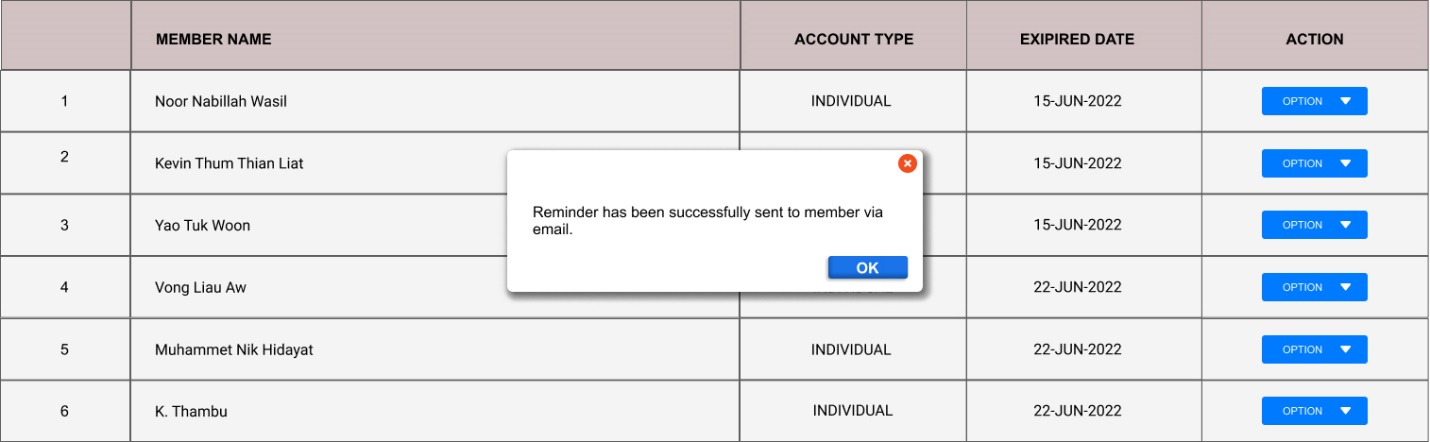 MEMBER NAME ACCOUNT TYPE EXIPIRED DATE ACTION
1 Noor Nabillah Wasil INDIVIDUAL 15-JUN-2022 OPTION
2 Kevin Thum Thian Liat 15-JUN-2022 OPTION
3 Yao Tuk Woon 15-JUN-2022 OPTION
Reminder has been successfully sent to member via
email.
OK
4 Vong Liau Aw 22-JUN-2022 OPTION
5 Muhammet Nik Hidayat INDIVIDUAL 22-JUN-2022 OPTION
6 K. Thambu INDIVIDUAL 22-JUN-2022 OPTION